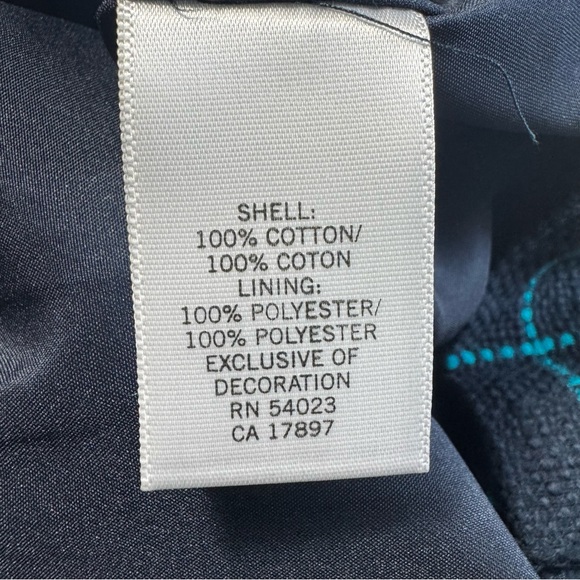 SHELL:
100% COTTON/
100% COTON
LINING:
100% POLYESTER/
100% POLYESTER
EXCLUSIVE OF
DECORATION
RN 54023
CA 17897